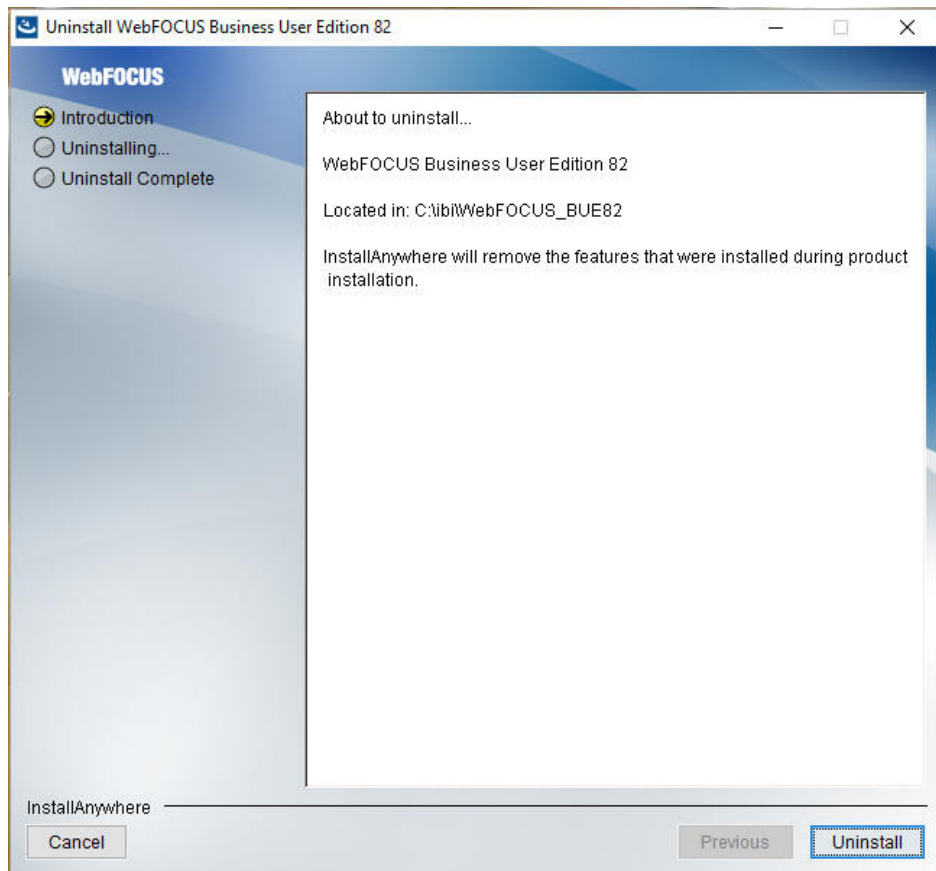 Uninstall WebFOCUS Business User Edition 82
WebFOCUS
Introduction
Uninstalling...
Uninstall Complete
About to uninstall...
WebFOCUS Business User Edition 82
Located in: C:\ibi\WebFOCUS_BUE82
InstallAnywhere will remove the features that were installed during product
installation.
InstallAnywhere
Cancel
Previous
Uninstall